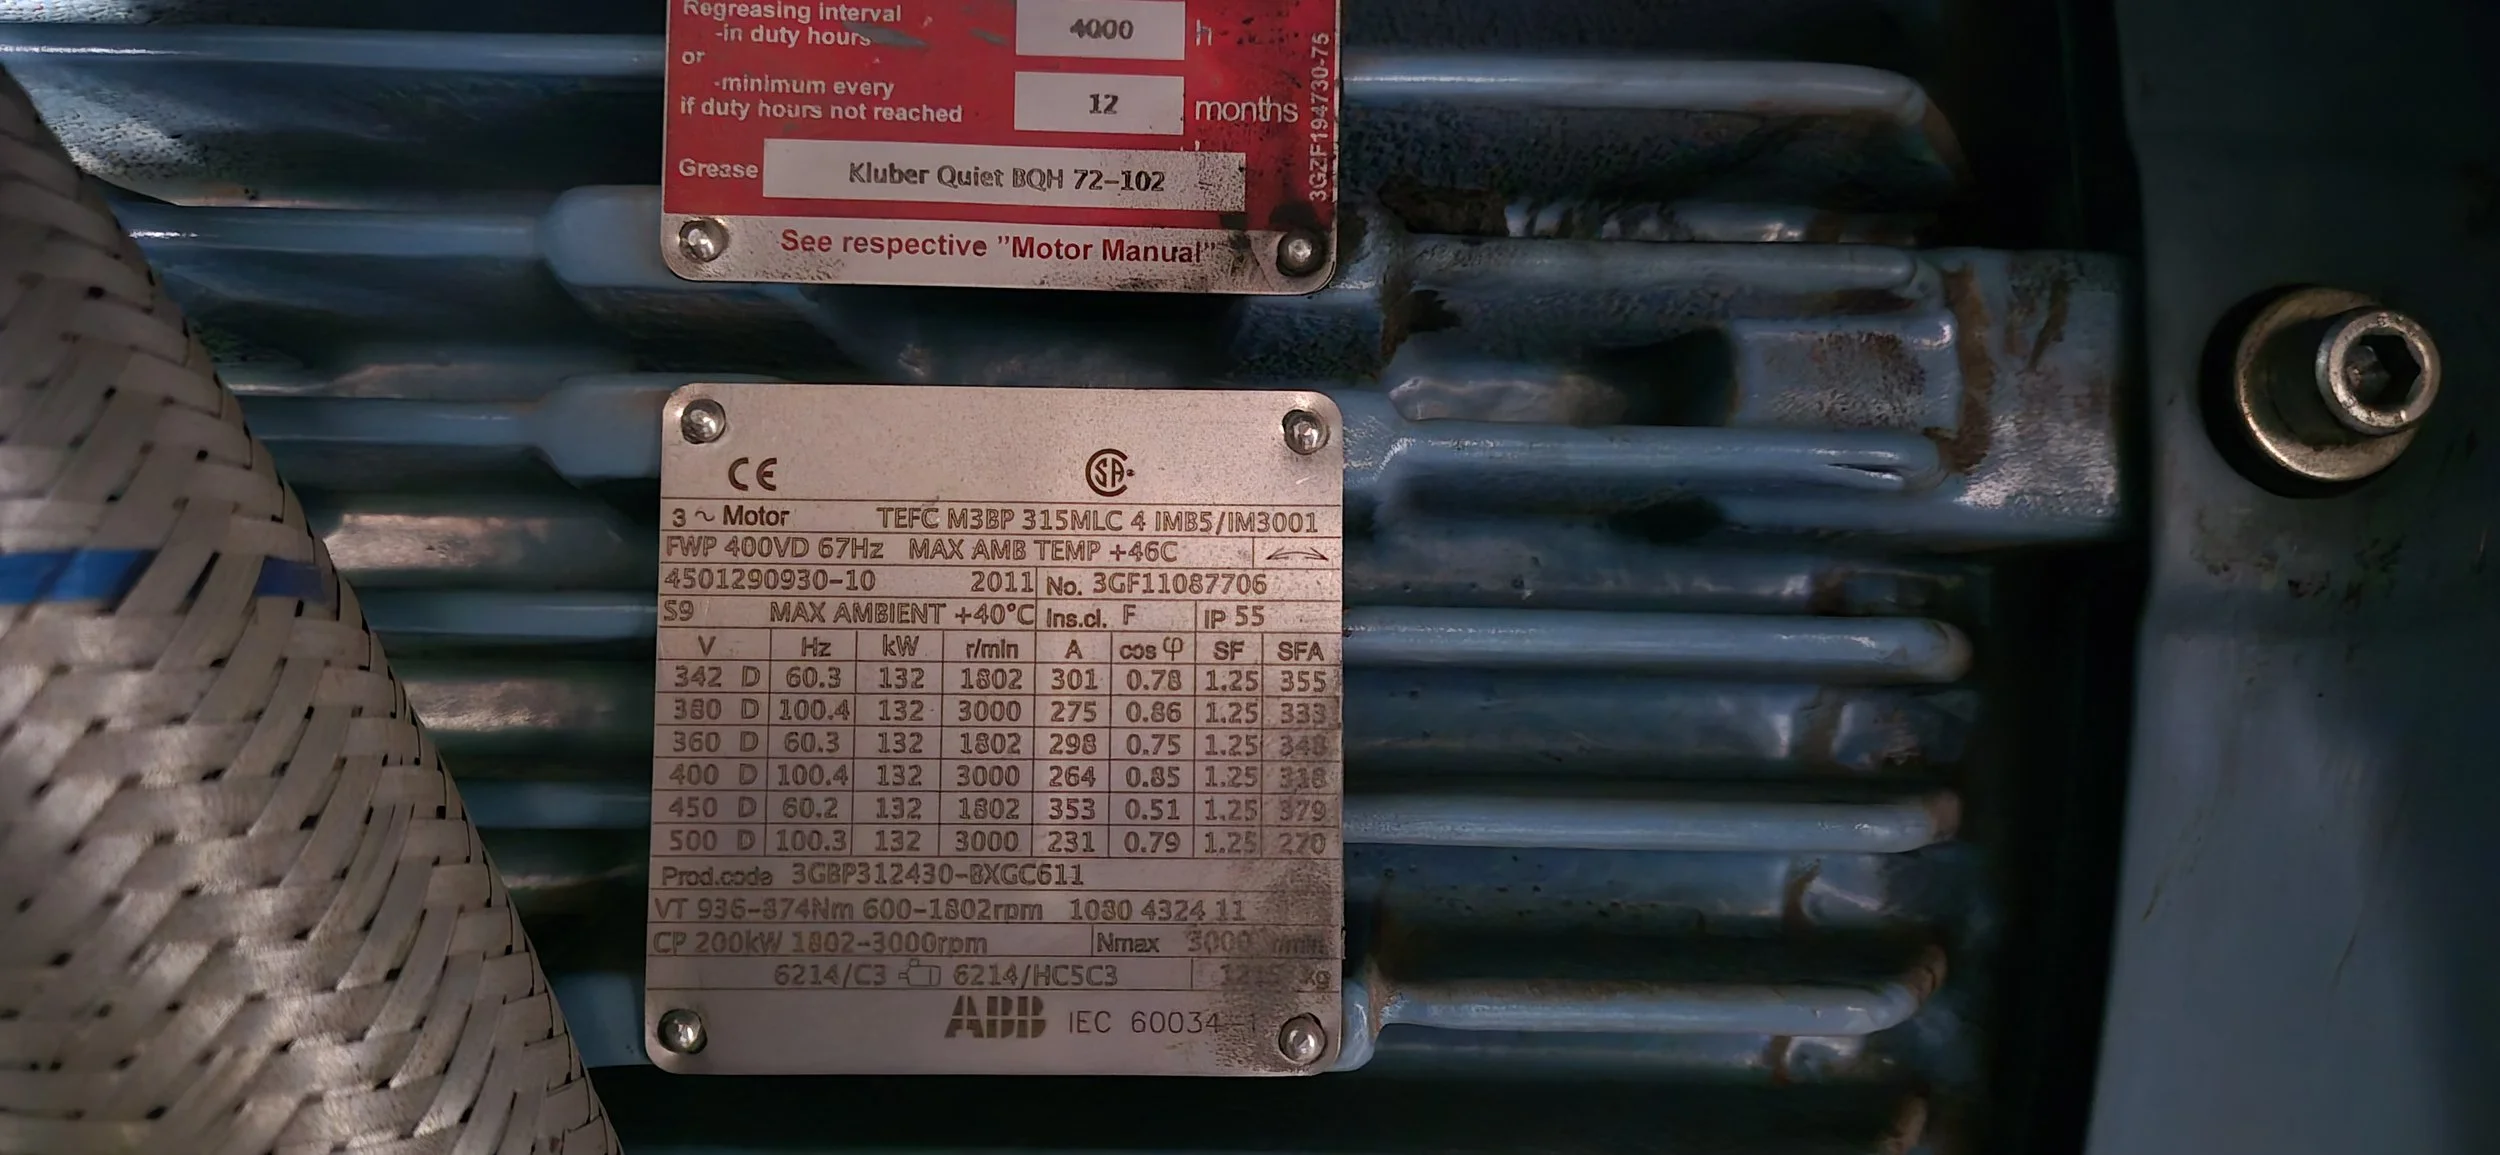 Regreasing interval
-in duty hours 4000 h
or
-minimum every
if duty hours not reached 12 months
Grease Kluber Quiet BQH 72-102
See respective "Motor Manual"
3GZF194730-75
CE CSA
3 ~ Motor TEFC M3BP 315MLC 4 IMB5/IM3001
FWP 400VD 67Hz MAX AMB TEMP +46C
4501290930-10 2011 No. 3GF11087706
S9 MAX AMBIENT +40°C Ins.cl. F IP 55
V Hz kW r/min A cos φ SF SFA
342 D 60.3 132 1802 301 0.78 1.25 355
380 D 100.4 132 3000 275 0.86 1.25 333
360 D 60.3 132 1802 298 0.75 1.25
400 D 100.4 132 3000 264 0.85 1.25
450 D 60.2 132 1802 353 0.51 1.25 379
500 D 100.3 132 3000 231 0.79 1.25 270
Prod.code 3GBP312430-BXGC611
VT 936-874Nm 600-1802rpm 1080 4324 11
CP 200kW 1802-3000rpm Nmax 3000 r/min
6214/C3 6214/HC5C3 kg
ABB IEC 60034-1